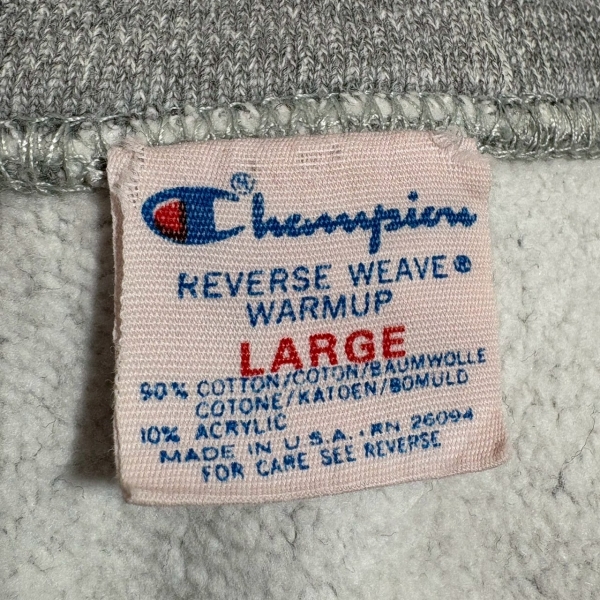 Champion®
REVERSE WEAVE®
WARMUP
LARGE
90% COTTON/COTON/BAUMWOLLE
COTONE/KATOEN/BOMULD
10% ACRYLIC
MADE IN U.S.A. · RN 26094
FOR CARE SEE REVERSE